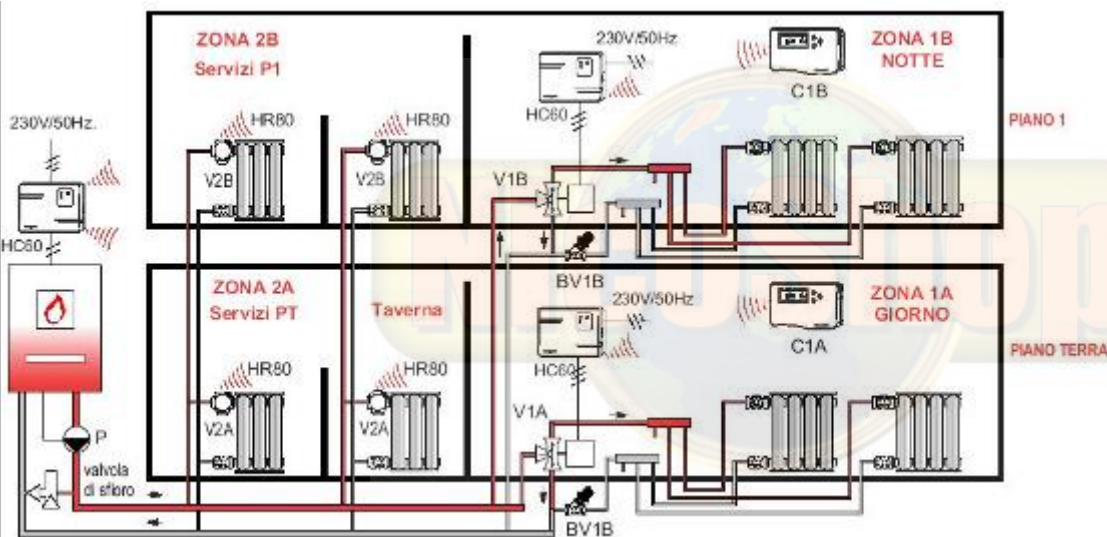 ZONA 2B
Servizi P1
230V/50Hz
ZONA 1B
NOTTE
C1B
HR80
HR80
HC60
PIANO 1
230V/50Hz.
V2B
V2B
V1B
HC60
BV1B
ZONA 2A
Servizi PT
Taverna
230V/50Hz
ZONA 1A
GIORNO
C1A
PIANO TERRA
HR80
HR80
HC60
V2A
V2A
V1A
P
valvola
di sfioro
BV1B